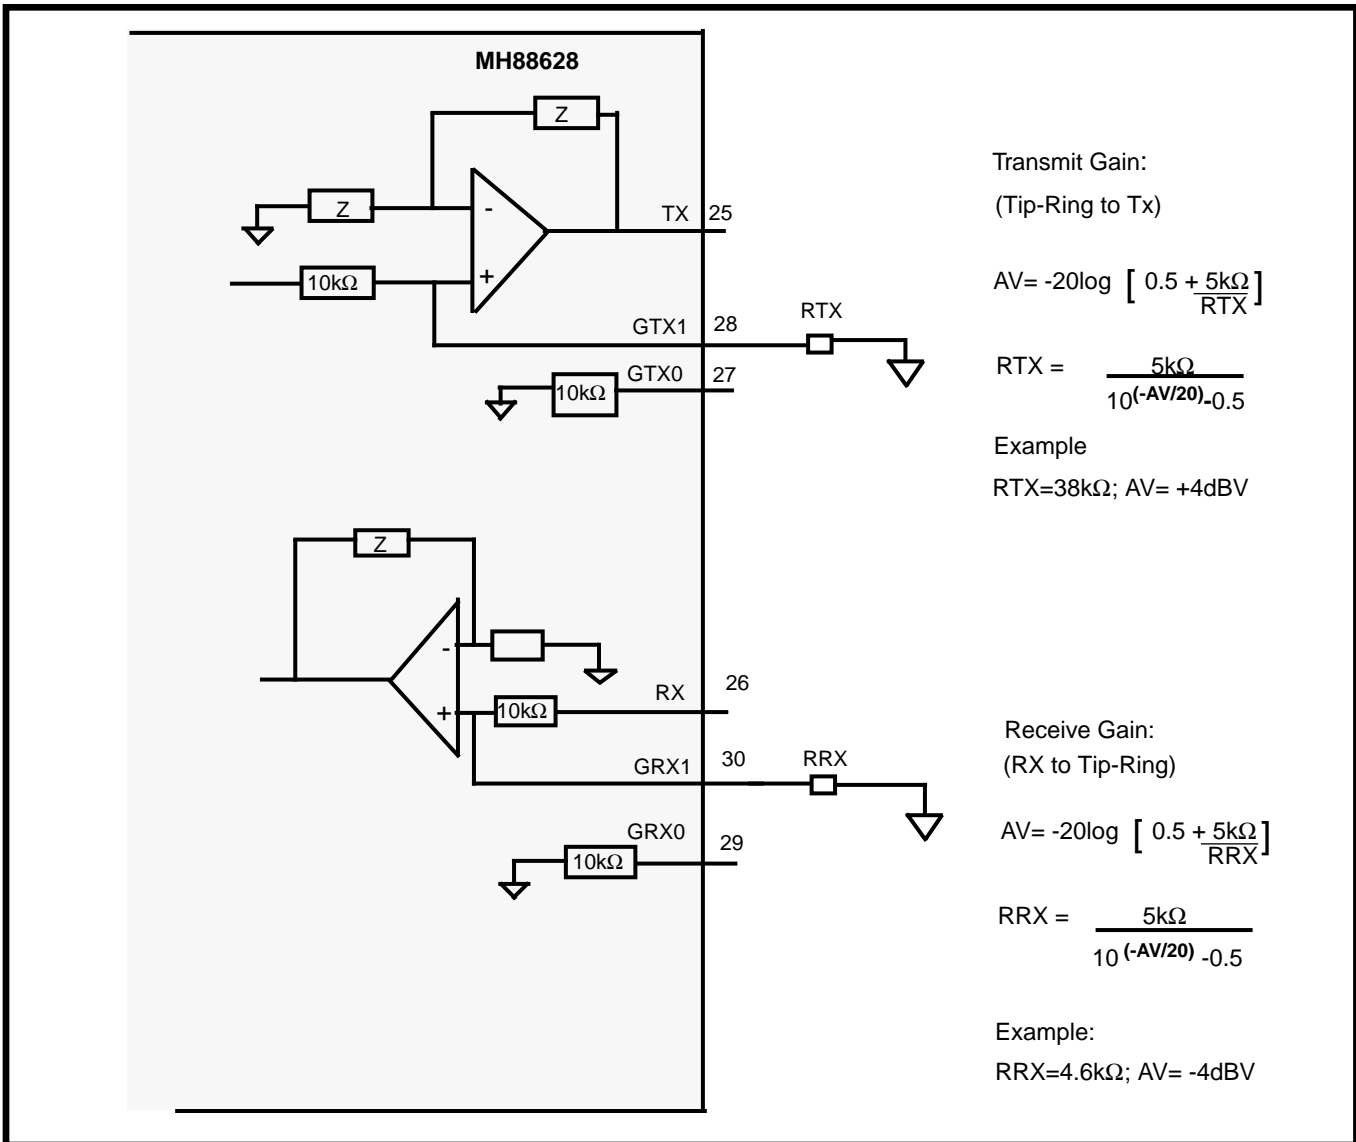 MH88628
Z
Z
-
+
10kΩ
TX 25
GTX1 28
RTX
GTX0 27
10kΩ
Transmit Gain:
(Tip-Ring to Tx)
AV= -20log [ 0.5 + 5kΩ ]
RTX
RTX = 5kΩ
10(-AV/20)-0.5
Example
RTX=38kΩ; AV= +4dBV
Z
-
+
10kΩ
RX 26
GRX1 30
RRX
GRX0 29
10kΩ
Receive Gain:
(RX to Tip-Ring)
AV= -20log [ 0.5 + 5kΩ ]
RRX
RRX = 5kΩ
10 (-AV/20) -0.5
Example:
RRX=4.6kΩ; AV= -4dBV